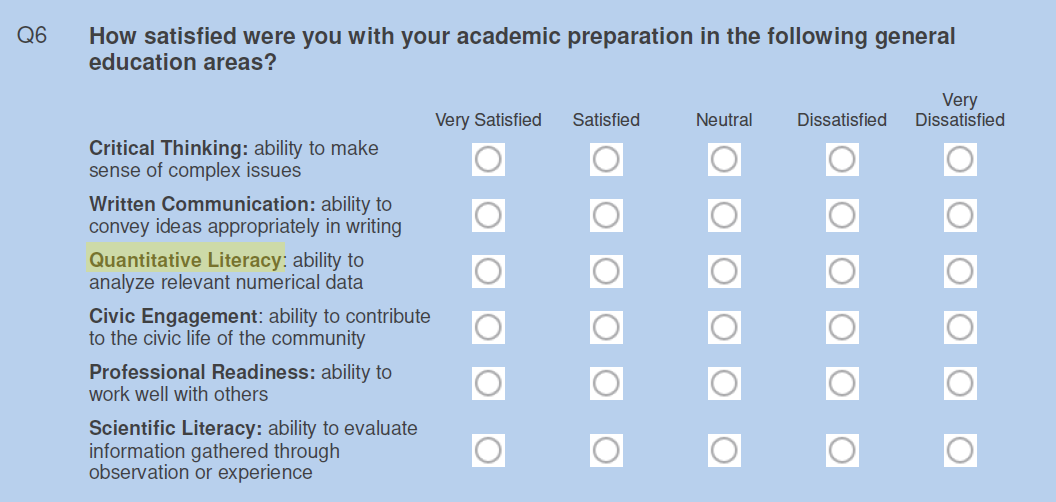 Q6 How satisfied were you with your academic preparation in the following general
education areas?
Very
Very Satisfied Satisfied Neutral Dissatisfied Dissatisfied
Critical Thinking: ability to make
sense of complex issues
Written Communication: ability to
convey ideas appropriately in writing
Quantitative Literacy: ability to
analyze relevant numerical data
Civic Engagement: ability to contribute
to the civic life of the community
Professional Readiness: ability to
work well with others
Scientific Literacy: ability to evaluate
information gathered through
observation or experience